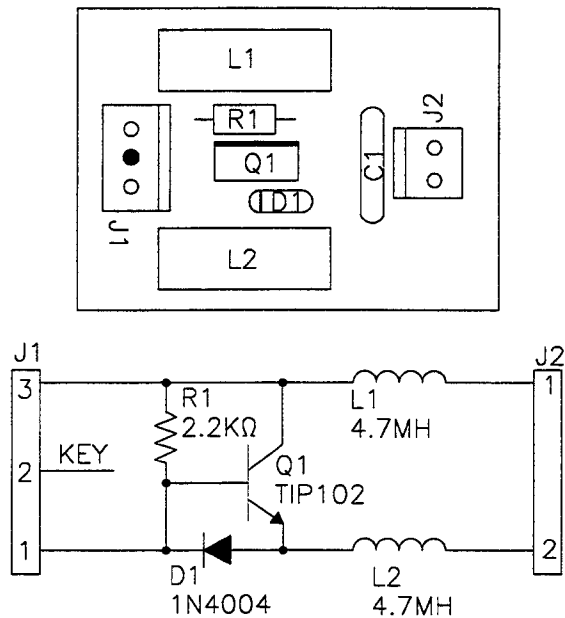 L1
R1
Q1
D1
C1
J2
J1
L2
J1
J2
3
1
R1
2.2KΩ
L1
4.7MH
KEY
2
Q1
TIP102
1
2
D1
1N4004
L2
4.7MH